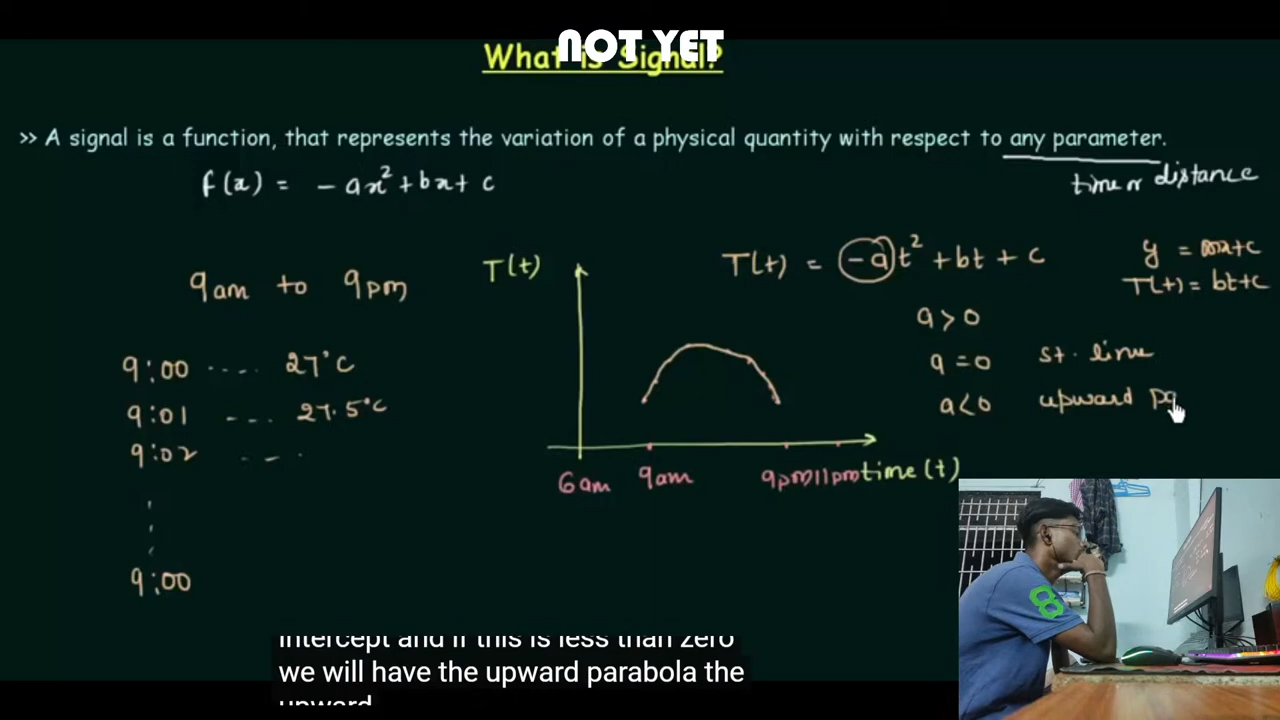 NOT YET
What is Signal?
>> A signal is a function, that represents the variation of a physical quantity with respect to any parameter.
time or distance
f(x) = - ax² + bx + c
T(t) = -at² + bt + c
y = mx+c
T(t) = bt+c
9am to 9pm
T(t)
a > 0
a = 0 st. line
a < 0 upward pa
9:00 .... 27°C
9:01 ... 27.5°C
9:02 ...
9:00
6am 9am 9pm 11pm time (t)
8
intercept and if this is less than zero
we will have the upward parabola the
upward